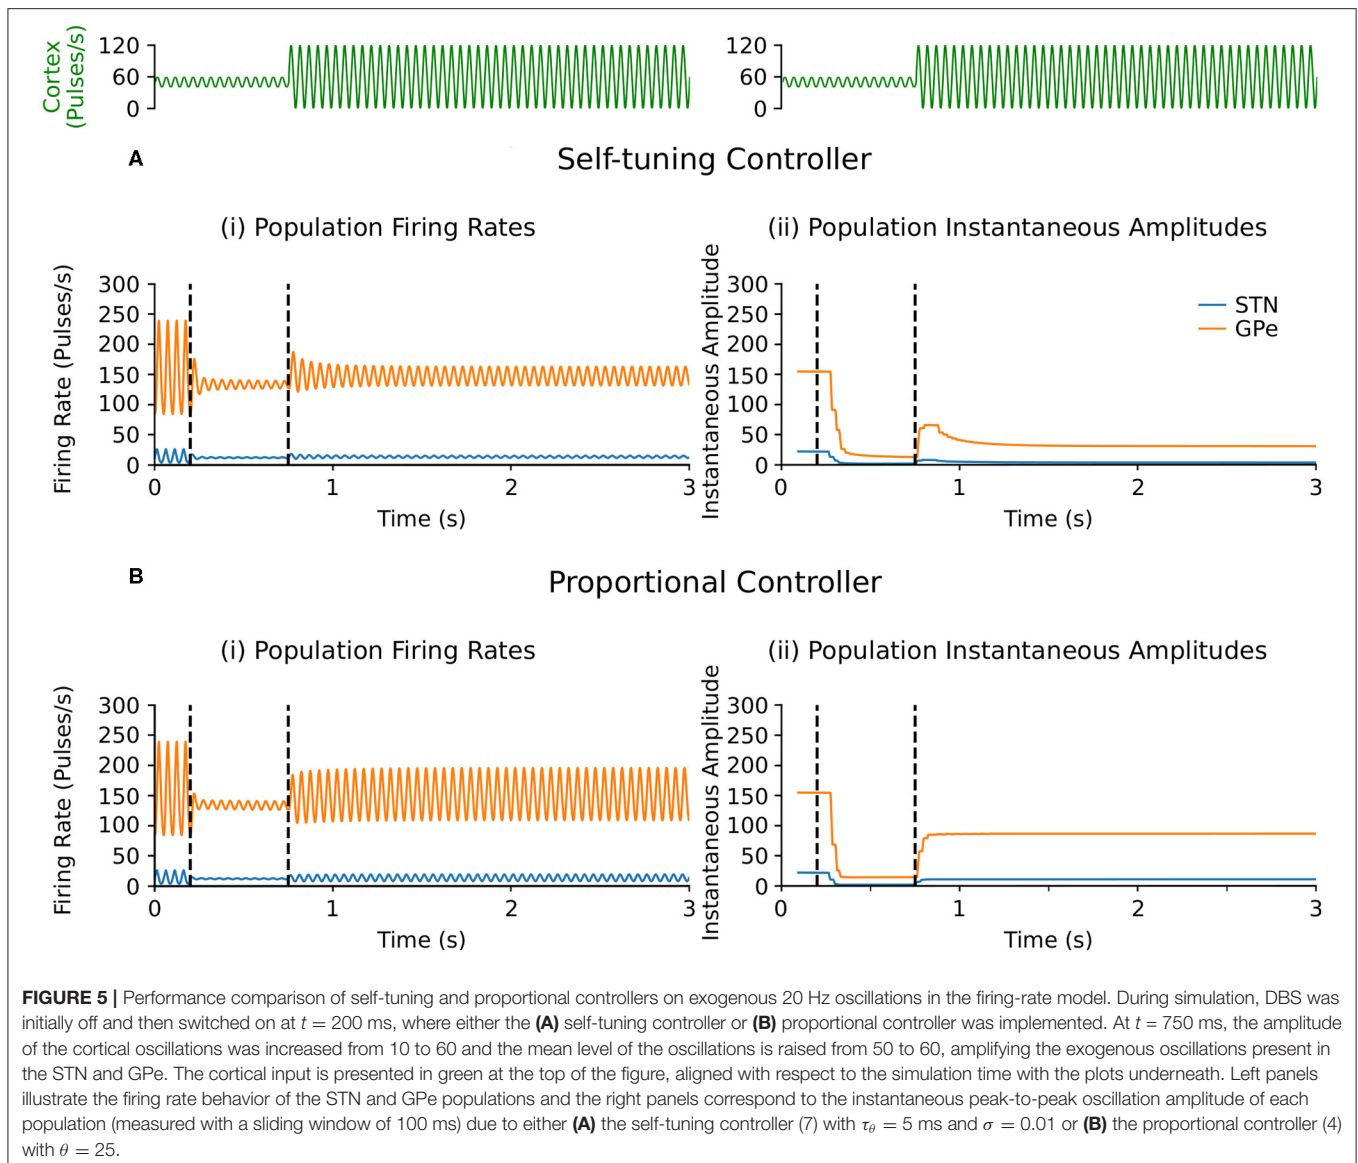 Cortex
(Pulses/s)
120
60
0
120
60
0
A
Self-tuning Controller
(i) Population Firing Rates
(ii) Population Instantaneous Amplitudes
Firing Rate (Pulses/s)
300
250
200
150
100
50
0
0
1
2
3
Time (s)
Instantaneous Amplitude
300
250
200
150
100
50
0
STN
GPe
0
1
2
3
Time (s)
B
Proportional Controller
(i) Population Firing Rates
(ii) Population Instantaneous Amplitudes
Firing Rate (Pulses/s)
300
250
200
150
100
50
0
0
1
2
3
Time (s)
Instantaneous Amplitude
300
250
200
150
100
50
0
0
1
2
3
Time (s)
FIGURE 5 | Performance comparison of self-tuning and proportional controllers on exogenous 20 Hz oscillations in the firing-rate model. During simulation, DBS was
initially off and then switched on at t = 200 ms, where either the (A) self-tuning controller or (B) proportional controller was implemented. At t = 750 ms, the amplitude
of the cortical oscillations was increased from 10 to 60 and the mean level of the oscillations is raised from 50 to 60, amplifying the exogenous oscillations present in
the STN and GPe. The cortical input is presented in green at the top of the figure, aligned with respect to the simulation time with the plots underneath. Left panels
illustrate the firing rate behavior of the STN and GPe populations and the right panels correspond to the instantaneous peak-to-peak oscillation amplitude of each
population (measured with a sliding window of 100 ms) due to either (A) the self-tuning controller (7) with τθ = 5 ms and σ = 0.01 or (B) the proportional controller (4)
with θ = 25.